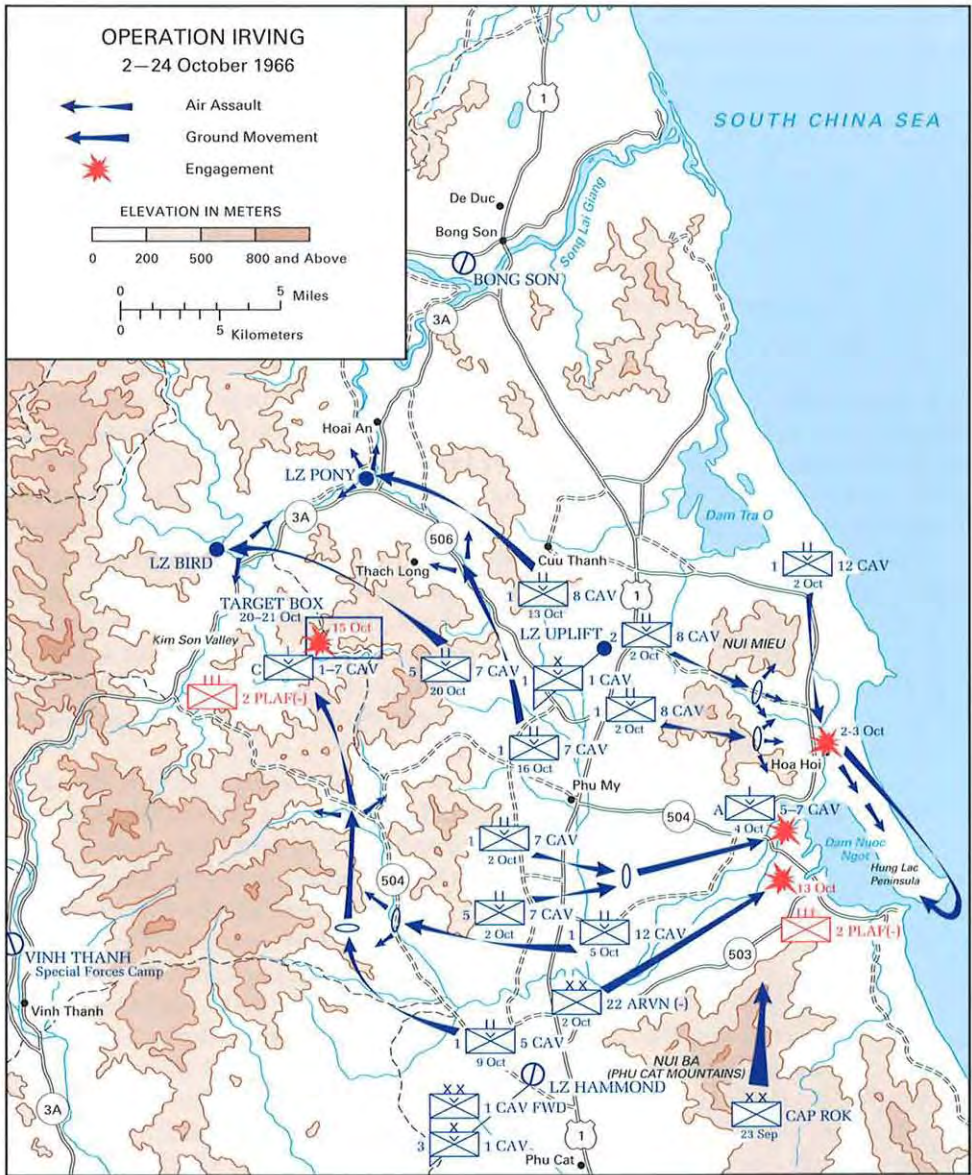 OPERATION IRVING
2—24 October 1966
Air Assault
Ground Movement
Engagement
ELEVATION IN METERS
0 200 500 800 and Above
0 5 Miles
0 5 Kilometers
1
SOUTH CHINA SEA
De Duc
Bong Son
Song Lai Giang
BONG SON
3A
Hoai An
LZ PONY
3A
506
Dam Tra O
LZ BIRD
Thach Long
Cuu Thanh
1 12 CAV
2 Oct
1 8 CAV
13 Oct
1
TARGET BOX
20-21 Oct
15 Oct
LZ UPLIFT
2 8 CAV
2 Oct
NUI MIEU
Kim Son Valley
C 1-7 CAV
5 7 CAV
20 Oct
X
1 1 CAV
2 PLAF(-)
1 8 CAV
2 Oct
2-3 Oct
1 7 CAV
16 Oct
Hoa Hoi
Phu My
A 5-7 CAV
4 Oct
504
1 7 CAV
2 Oct
Dam Nuoc
Ngot
Hung Lac
Peninsula
504
13 Oct
5 7 CAV
2 Oct
1 12 CAV
5 Oct
2 PLAF(-)
VINH THANH
Special Forces Camp
503
Vinh Thanh
XX
22 ARVN (-)
2 Oct
1 5 CAV
9 Oct
NUI BA
(PHU CAT MOUNTAINS)
LZ HAMMOND
XX
1 CAV FWD
XX
CAP ROK
23 Sep
3A
X
3 1 CAV
1
Phu Cat